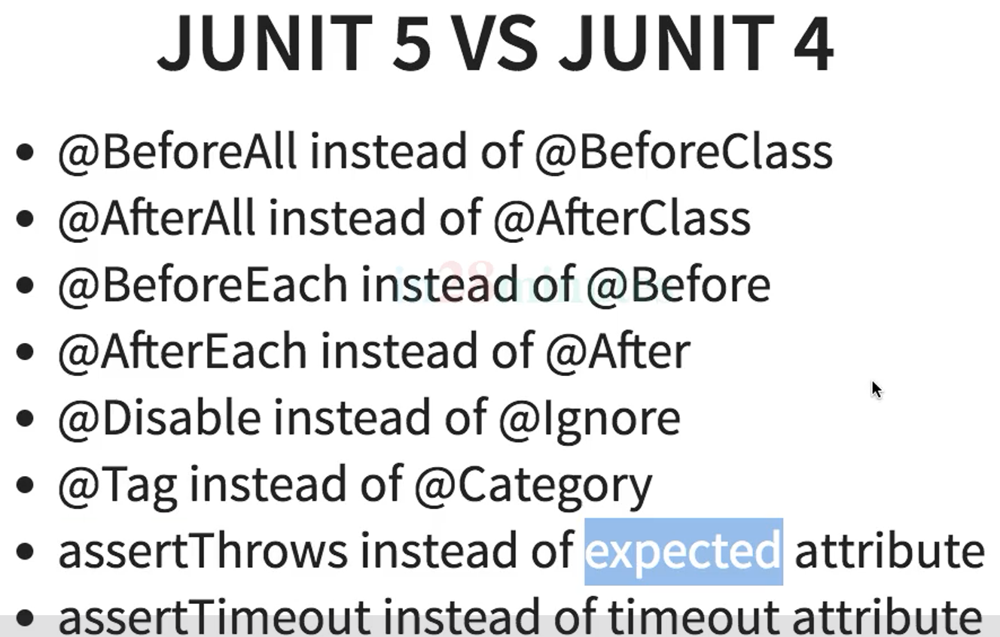 JUNIT 5 VS JUNIT 4
• @BeforeAll instead of @BeforeClass
• @AfterAll instead of @AfterClass
• @BeforeEach instead of @Before
• @AfterEach instead of @After
• @Disable instead of @Ignore
• @Tag instead of @Category
• assertThrows instead of expected attribute
• assertTimeout instead of timeout attribute
in28minutes